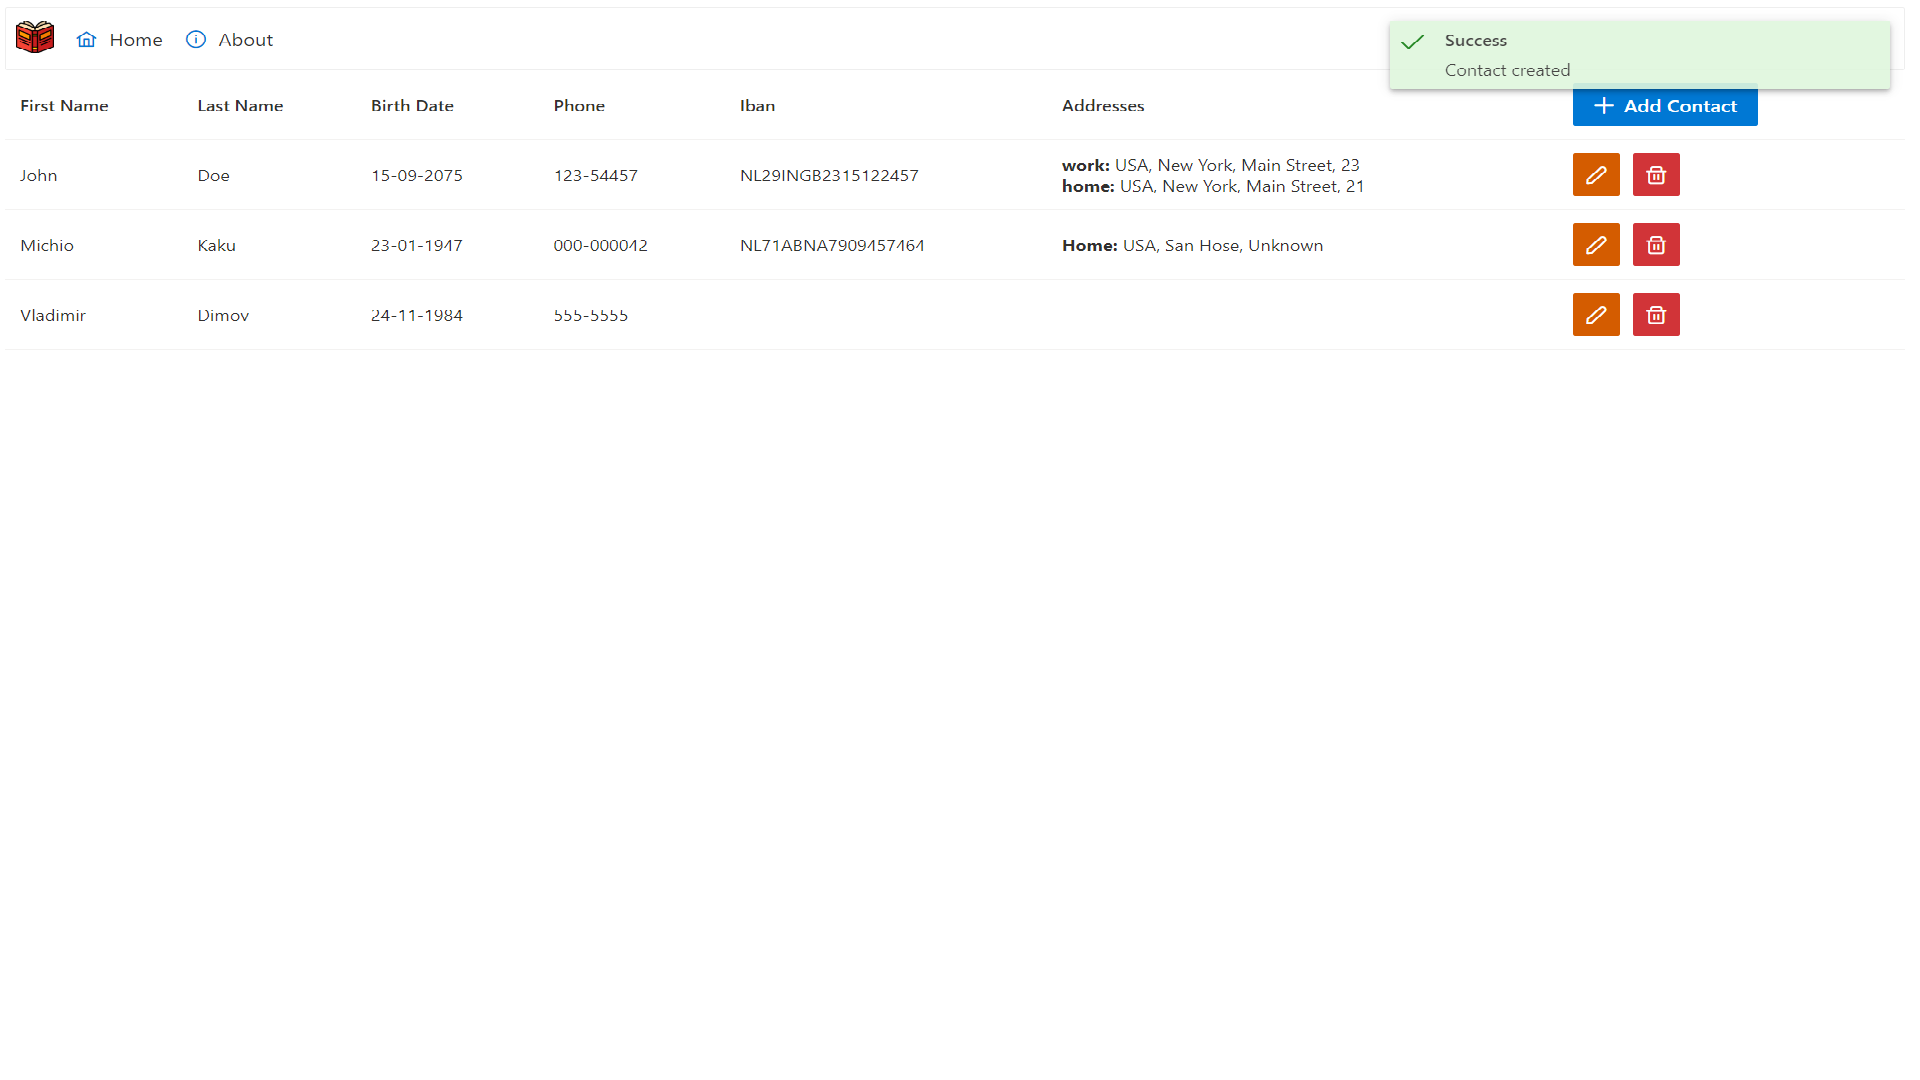 Home About
Success
Contact created
First Name Last Name Birth Date Phone Iban Addresses Add Contact
John Doe 15-09-2075 123-54457 NL29INGB2315122457 work: USA, New York, Main Street, 23
home: USA, New York, Main Street, 21
Michio Kaku 23-01-1947 000-000042 NL71ABNA7909457464 Home: USA, San Hose, Unknown
Vladimir Dimov 24-11-1984 555-5555